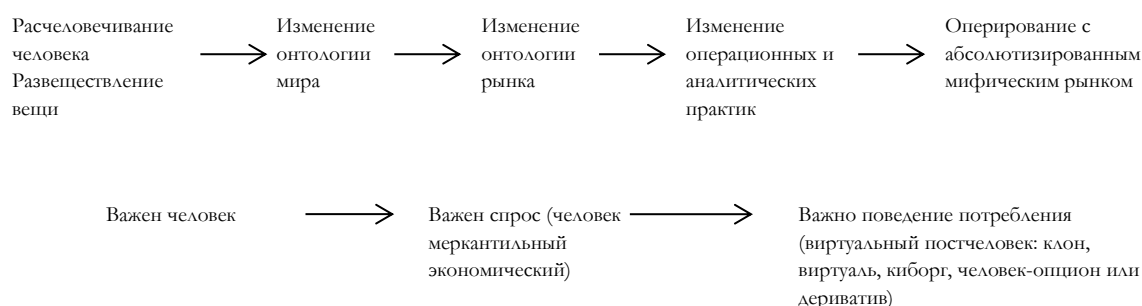 Расчеловечивание
человека
Развеществление
вещи
Изменение
онтологии
мира
Изменение
онтологии
рынка
Изменение
операционных и
аналитических
практик
Оперирование с
абсолютизированным
мифическим рынком
Важен человек
Важен спрос (человек
меркантильный
экономический)
Важно поведение потребления
(виртуальный постчеловек: клон,
виртуаль, киборг, человек-опцион или
дериватив)